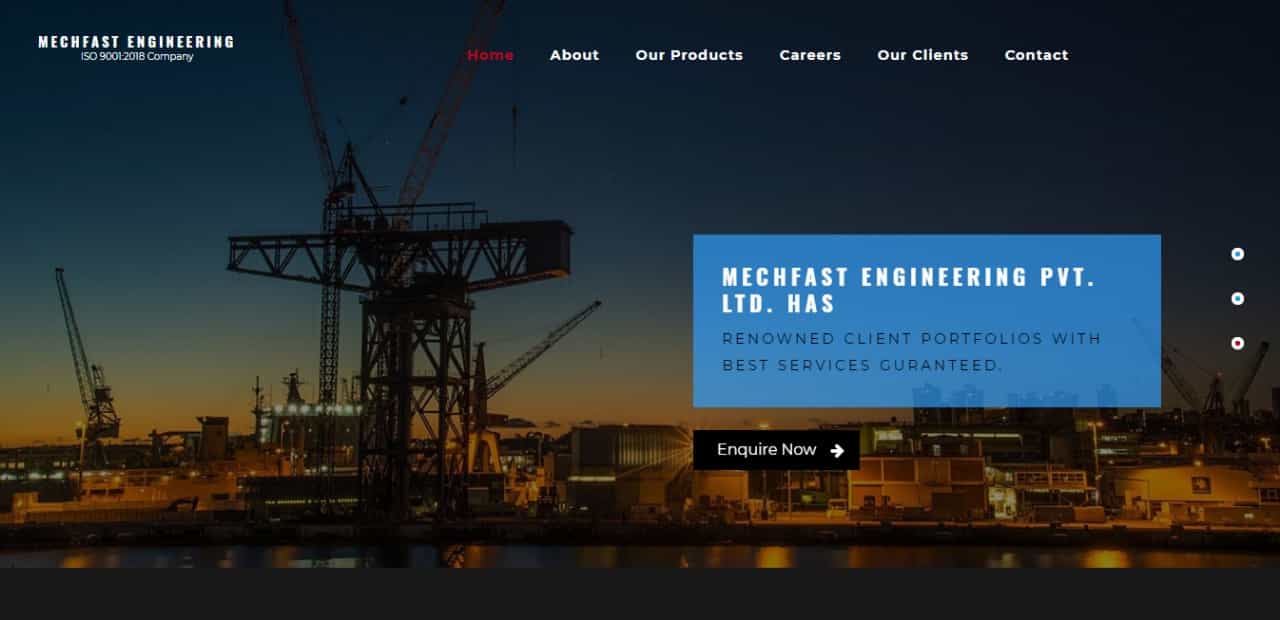 MECHFAST ENGINEERING
ISO 9001:2018 Company
Home About Our Products Careers Our Clients Contact
MECHFAST ENGINEERING PVT.
LTD. HAS
RENOWNED CLIENT PORTFOLIOS WITH
BEST SERVICES GURANTEED.
Enquire Now